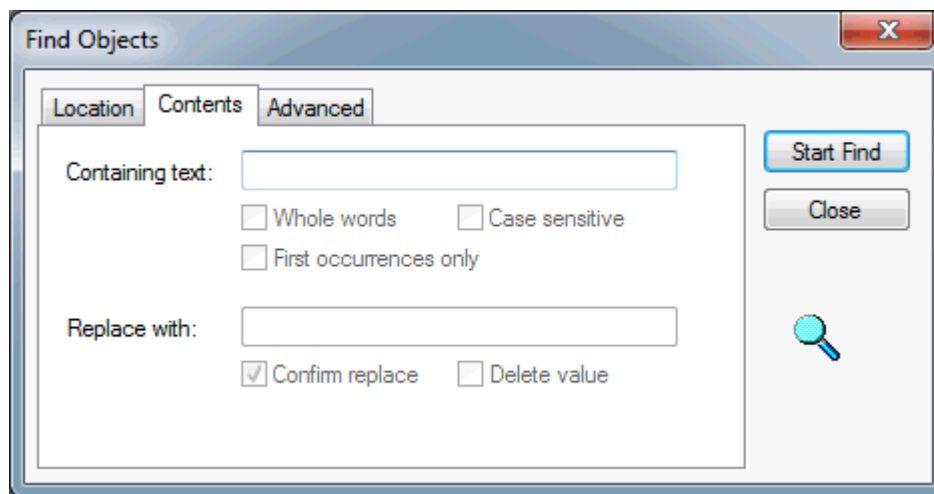 Find Objects
Location Contents Advanced
Containing text:
Start Find
Whole words Case sensitive
Close
First occurrences only
Replace with:
Confirm replace Delete value